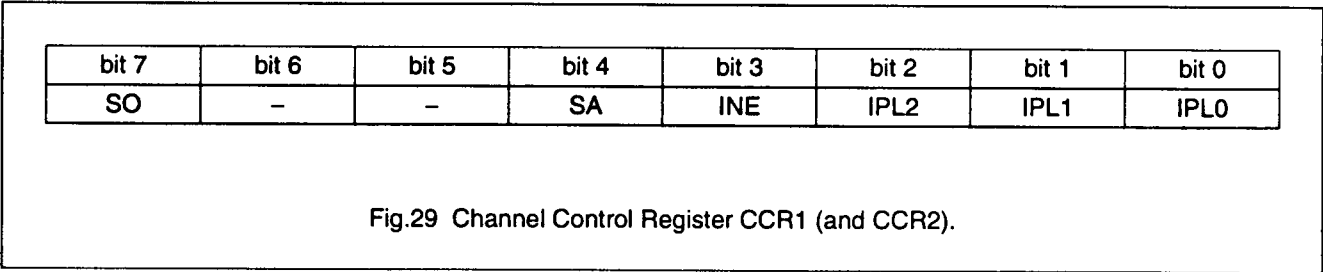 bit 7 bit 6 bit 5 bit 4 bit 3 bit 2 bit 1 bit 0
SO – – SA INE IPL2 IPL1 IPL0
Fig.29 Channel Control Register CCR1 (and CCR2).